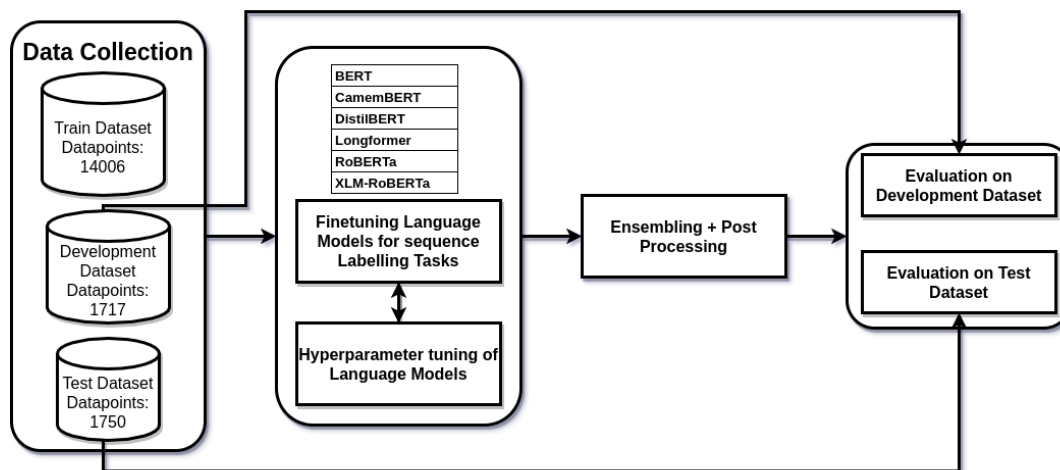 Data Collection
Train Dataset
Datapoints:
14006
Development
Dataset
Datapoints:
1717
Test Dataset
Datapoints:
1750
BERT
CamemBERT
DistilBERT
Longformer
RoBERTa
XLM-RoBERTa
Finetuning Language
Models for sequence
Labelling Tasks
Hyperparameter tuning of
Language Models
Ensembling + Post
Processing
Evaluation on
Development Dataset
Evaluation on Test
Dataset